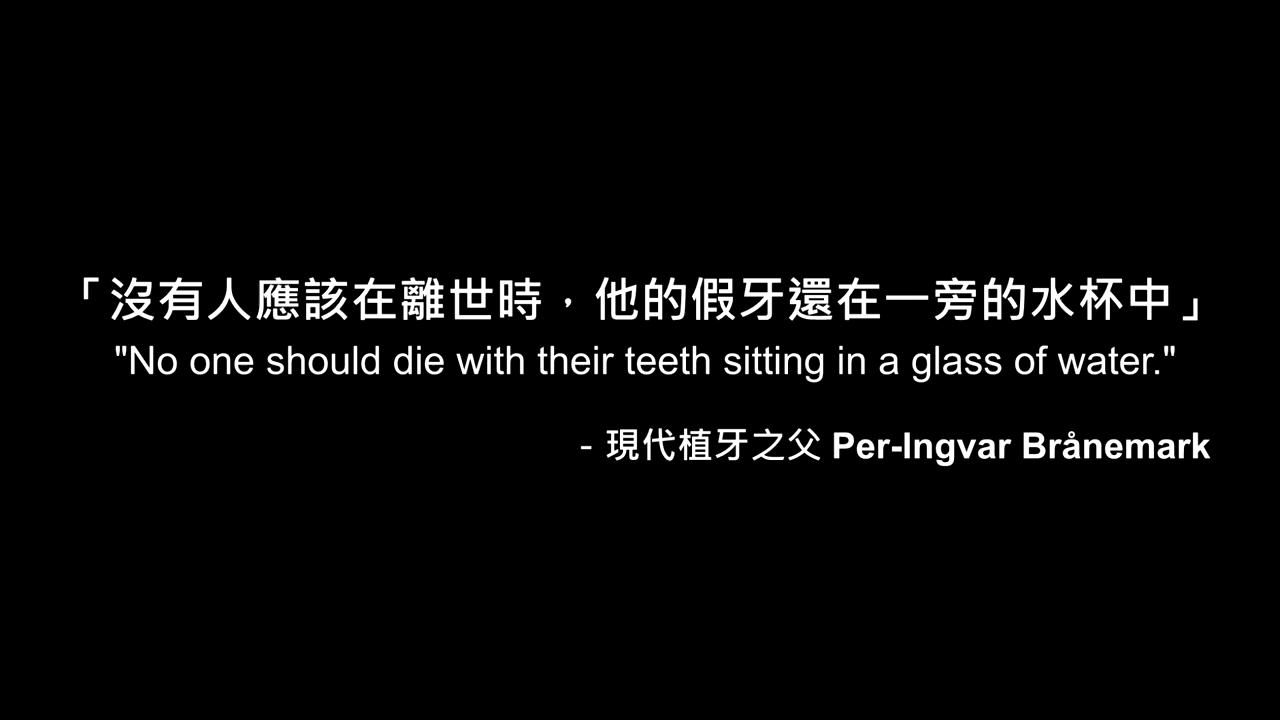 「沒有人應該在離世時，他的假牙還在一旁的水杯中」
"No one should die with their teeth sitting in a glass of water."
- 現代植牙之父 Per-Ingvar Brånemark